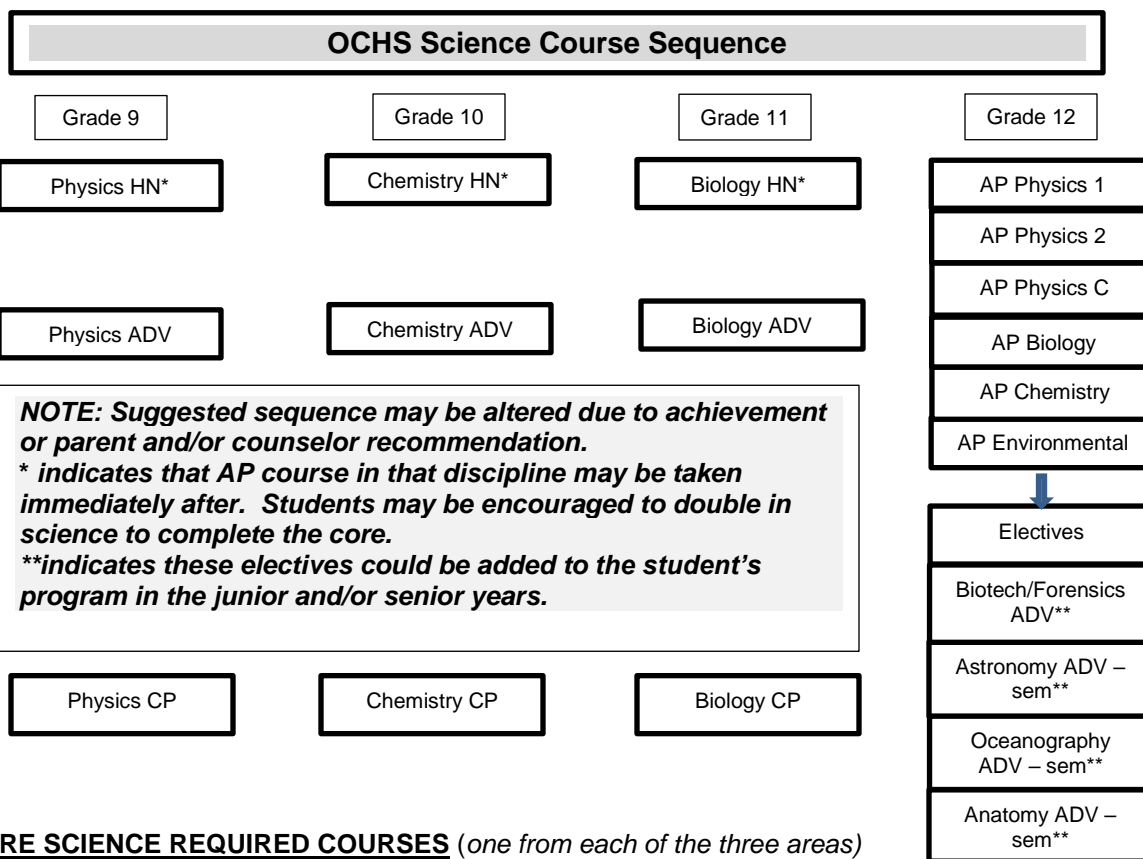 OCHS Science Course Sequence
Grade 9
Grade 10
Grade 11
Grade 12
Physics HN*
Chemistry HN*
Biology HN*
AP Physics 1
AP Physics 2
AP Physics C
Physics ADV
Chemistry ADV
Biology ADV
AP Biology
AP Chemistry
AP Environmental
NOTE: Suggested sequence may be altered due to achievement
or parent and/or counselor recommendation.
* indicates that AP course in that discipline may be taken
immediately after. Students may be encouraged to double in
science to complete the core.
**indicates these electives could be added to the student's
program in the junior and/or senior years.
Electives
Biotech/Forensics
ADV**
Astronomy ADV –
sem**
Oceanography
ADV – sem**
Anatomy ADV –
sem**
Physics CP
Chemistry CP
Biology CP
RE SCIENCE REQUIRED COURSES (one from each of the three areas)